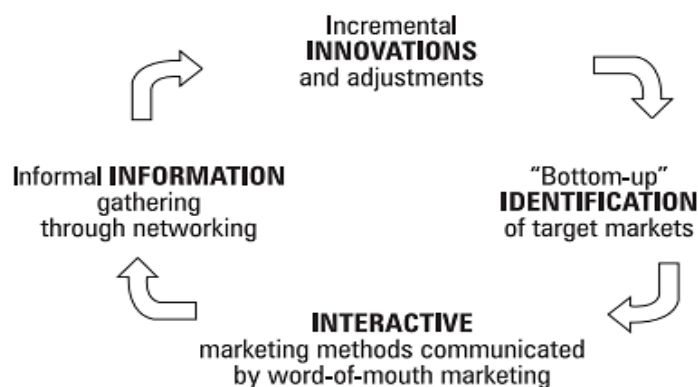 Incremental
INNOVATIONS
and adjustments
Informal INFORMATION
gathering
through networking
“Bottom-up”
IDENTIFICATION
of target markets
INTERACTIVE
marketing methods communicated
by word-of-mouth marketing